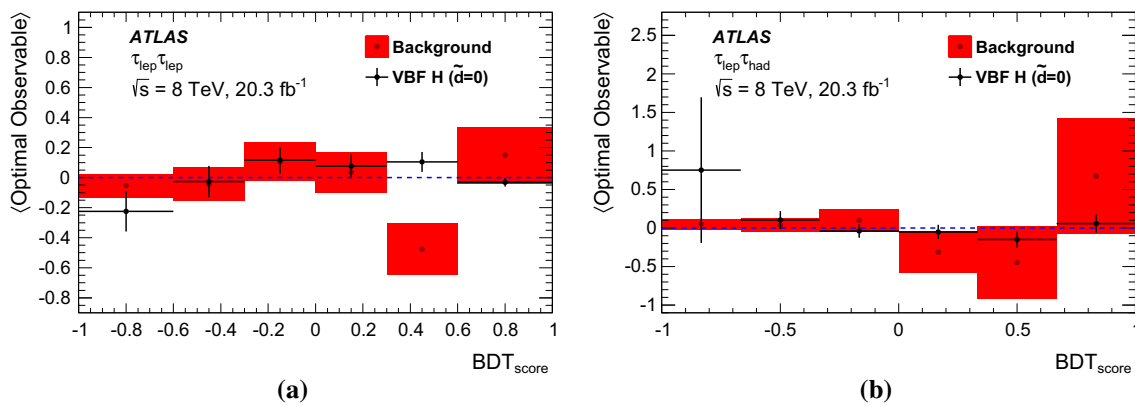 ⟨Optimal Observable⟩
1
0.8
0.6
0.4
0.2
0
-0.2
-0.4
-0.6
-0.8
ATLAS
τlepτlep
√s = 8 TeV, 20.3 fb-1
Background
VBF H (d̃=0)
-1 -0.8 -0.6 -0.4 -0.2 0 0.2 0.4 0.6 0.8 1
BDTscore
(a)
⟨Optimal Observable⟩
2.5
2
1.5
1
0.5
0
-0.5
-1
ATLAS
τlepτhad
√s = 8 TeV, 20.3 fb-1
Background
VBF H (d̃=0)
-1 -0.5 0 0.5 1
BDTscore
(b)